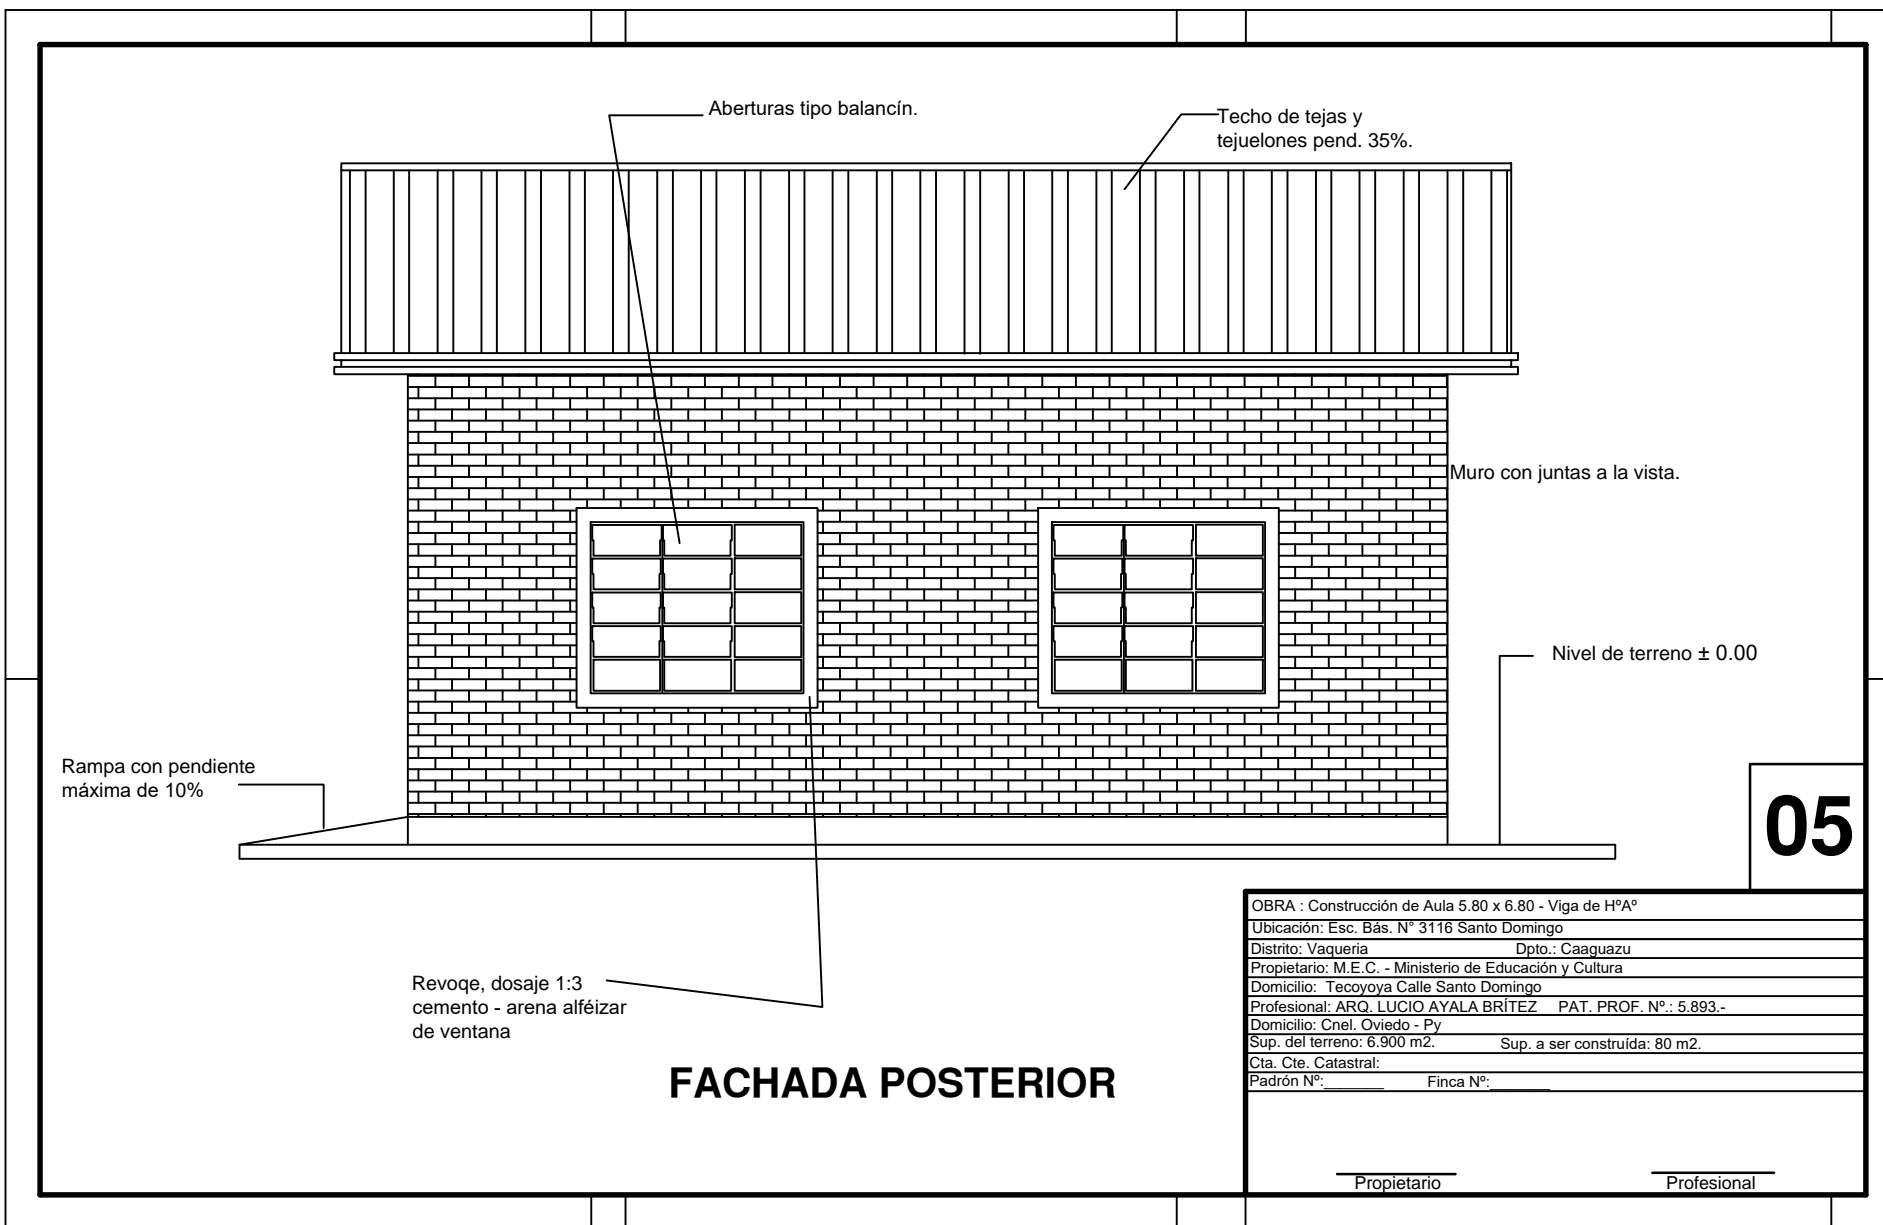 Aberturas tipo balancín.
Techo de tejas y
tejuelones pend. 35%.
Muro con juntas a la vista.
Nivel de terreno ± 0.00
Rampa con pendiente
máxima de 10%
Revoqe, dosaje 1:3
cemento - arena alféizar
de ventana
FACHADA POSTERIOR
05
OBRA : Construcción de Aula 5.80 x 6.80 - Viga de HºAº
Ubicación: Esc. Bás. N° 3116 Santo Domingo
Distrito: Vaqueria Dpto.: Caaguazu
Propietario: M.E.C. - Ministerio de Educación y Cultura
Domicilio: Tecoyoya Calle Santo Domingo
Profesional: ARQ. LUCIO AYALA BRÍTEZ PAT. PROF. Nº.: 5.893.-
Domicilio: Cnel. Oviedo - Py
Sup. del terreno: 6.900 m2. Sup. a ser construída: 80 m2.
Cta. Cte. Catastral:
Padrón Nº:_______ Finca Nº:_______
Propietario Profesional